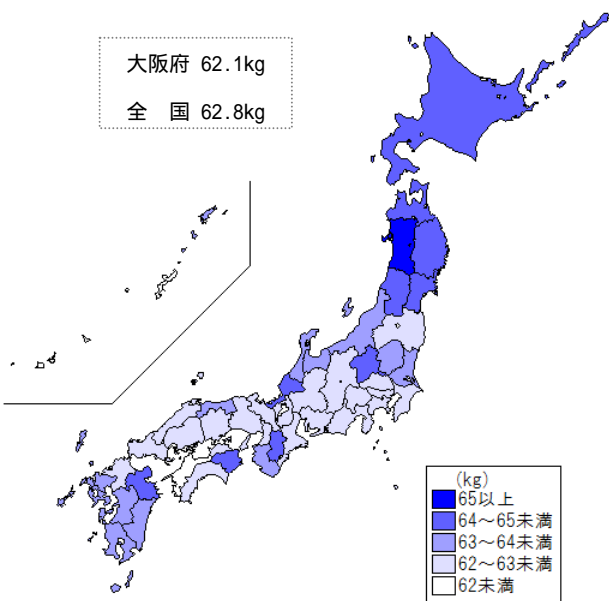 大阪府 62.1kg
全　国 62.8kg
(kg)
65以上
64～65未満
63～64未満
62～63未満
62未満